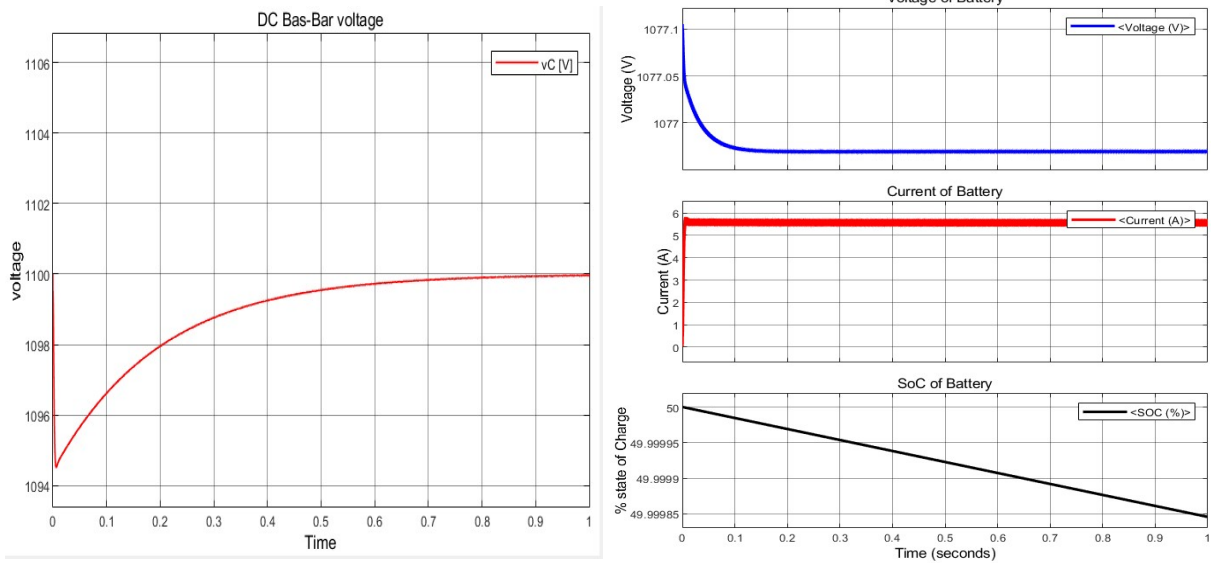 DC Bas-Bar voltage
1106
1104
1102
1100
1098
1096
1094
voltage
vC [V]
0 0.1 0.2 0.3 0.4 0.5 0.6 0.7 0.8 0.9 1
Time
Voltage of Battery
<Voltage (V)>
1077.1
1077.05
1077
Voltage (V)
Current of Battery
<Current (A)>
6
5
4
3
2
1
0
Current (A)
SoC of Battery
<SOC (%)>
50
49.99995
49.9999
49.99985
% state of Charge
0 0.1 0.2 0.3 0.4 0.5 0.6 0.7 0.8 0.9 1
Time (seconds)